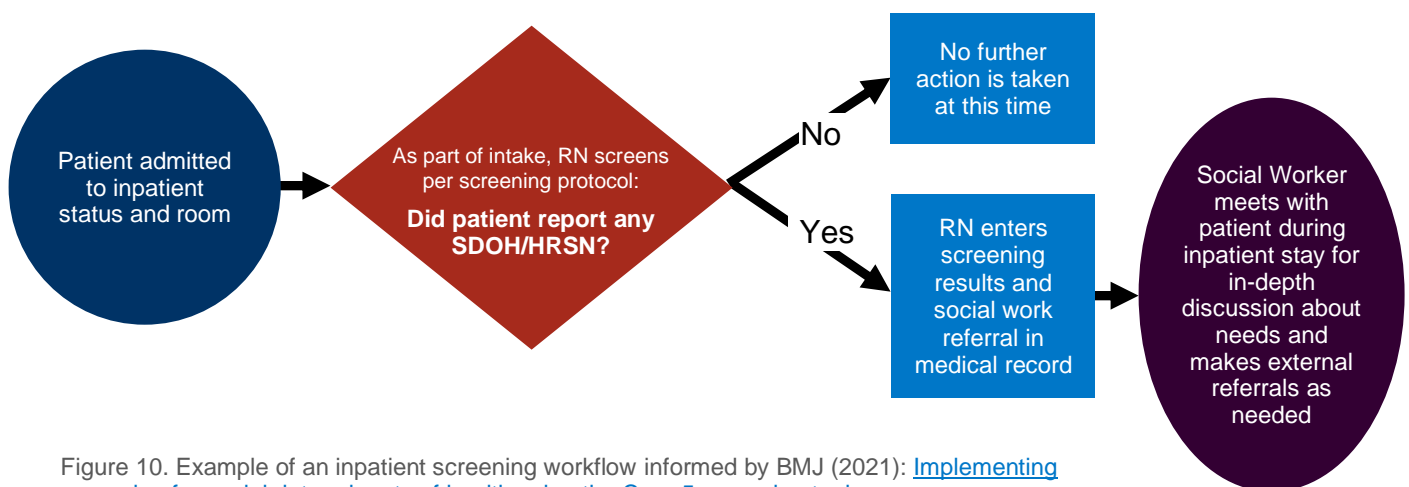 Patient admitted
to inpatient
status and room
As part of intake, RN screens
per screening protocol:
Did patient report any
SDOH/HRSN?
No
Yes
No further
action is taken
at this time
RN enters
screening
results and
social work
referral in
medical record
Social Worker
meets with
patient during
inpatient stay for
in-depth
discussion about
needs and
makes external
referrals as
needed
Figure 10. Example of an inpatient screening workflow informed by BMJ (2021): Implementing